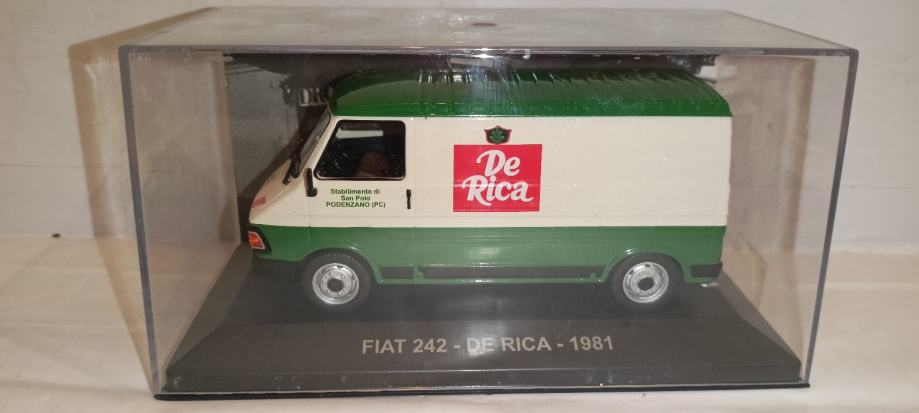 De
Rica
Stabilimento di
San Polo
PODENZANO (PC)
FIAT 242 - DE RICA - 1981